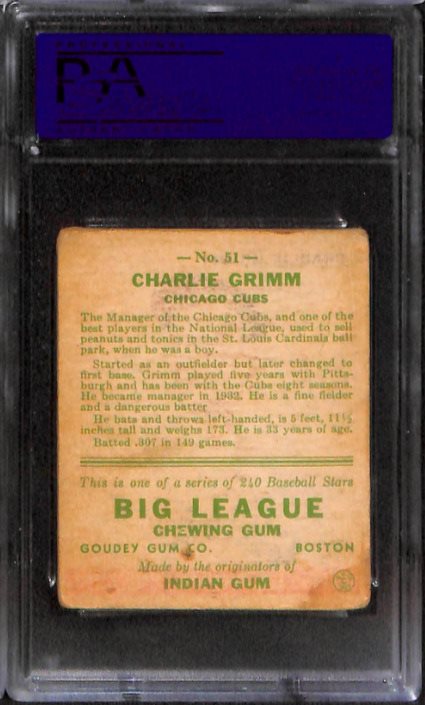 PSA
— No. 51 —
CHARLIE GRIMM
CHICAGO CUBS
The Manager of the Chicago Cubs, and one of the
best players in the National League, used to sell
peanuts and tonics in the St. Louis Cardinals ball
park, when he was a boy.
Started as an outfielder but later changed to
first base. Grimm played five years with Pitts-
burgh and has been with the Cubs eight seasons.
He became manager in 1932. He is a fine fielder
and a dangerous batter
He bats and throws left-handed, is 5 feet, 11½
inches tall and weighs 173. He is 33 years of age.
Batted .307 in 149 games.
This is one of a series of 240 Baseball Stars
BIG LEAGUE
CHEWING GUM
GOUDEY GUM CO. BOSTON
Made by the originators of
INDIAN GUM